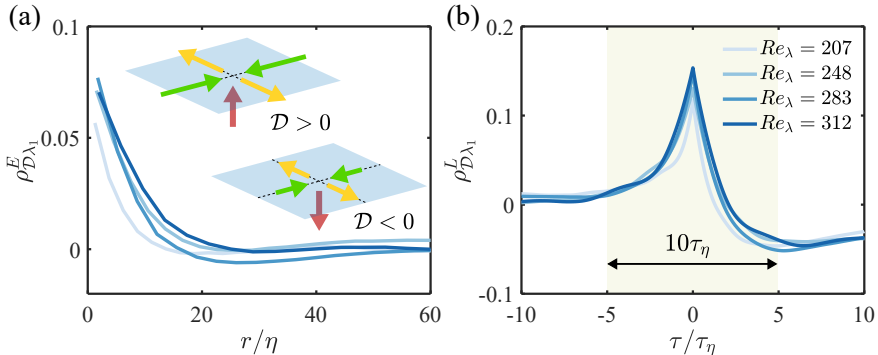 (a)
0.1
0.05
0
ρ^E_{𝒟λ₁}
𝒟 > 0
𝒟 < 0
0 20 40 60
r/η
(b)
0.2
0.1
0
-0.1
ρ^L_{𝒟λ₁}
Re_λ = 207
Re_λ = 248
Re_λ = 283
Re_λ = 312
10τ_η
-10 -5 0 5 10
τ/τ_η